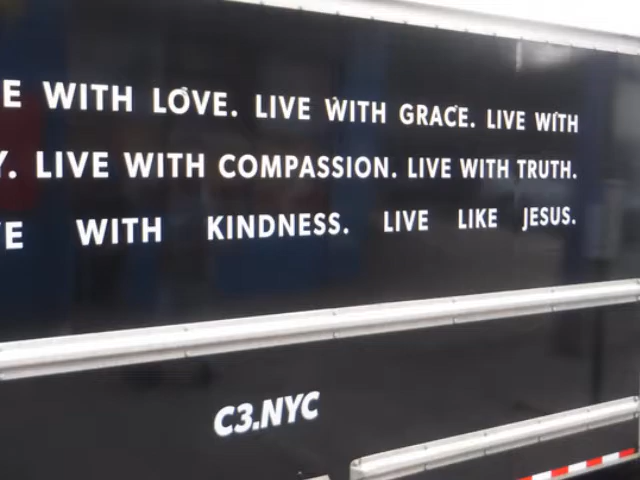 E WITH LOVE. LIVE WITH GRACE. LIVE WITH
Y. LIVE WITH COMPASSION. LIVE WITH TRUTH.
VE WITH KINDNESS. LIVE LIKE JESUS.
C3.NYC